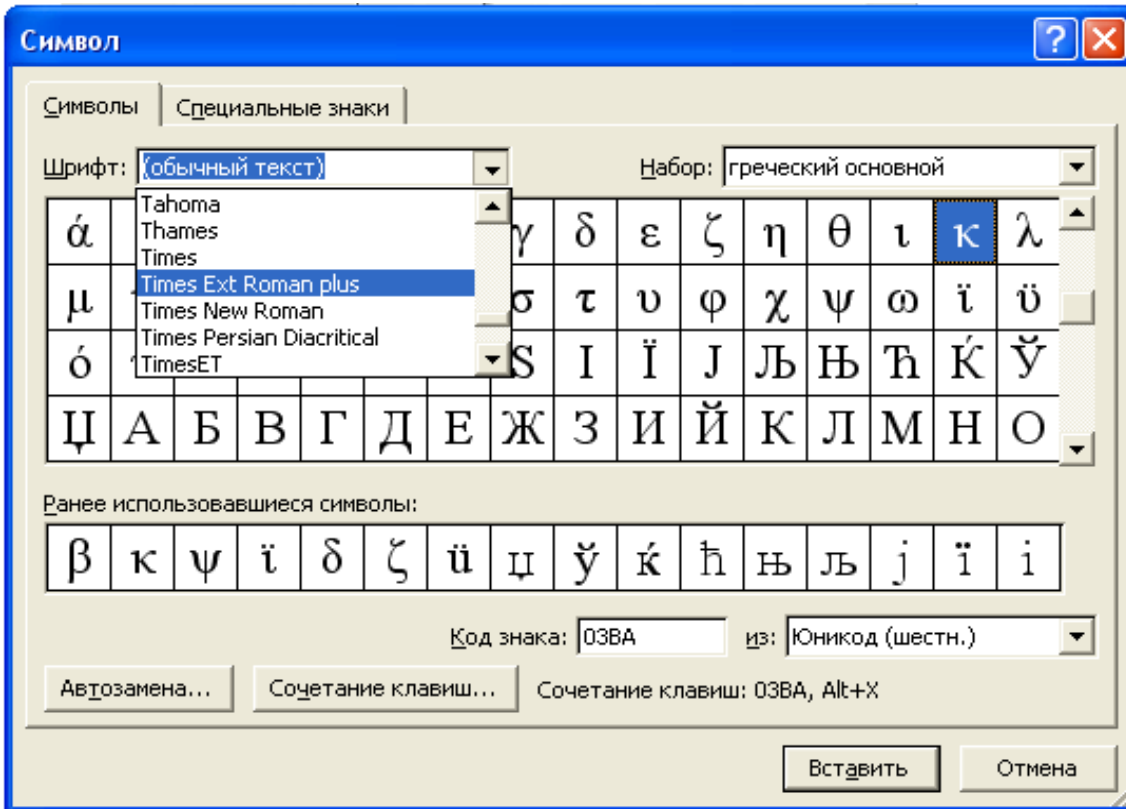 Символ
Символы Специальные знаки
Шрифт: (обычный текст) Набор: греческий основной
Tahoma
Thames
Times
Times Ext Roman plus
Times New Roman
Times Persian Diacritical
TimesET
ά γ δ ε ζ η θ ι κ λ
μ σ τ υ φ χ ψ ω ϊ ϋ
ό Ѕ І Ї Ј Љ Њ Ћ Ќ Ў
Џ А Б В Г Д Е Ж З И Й К Л М Н О
Ранее использовавшиеся символы:
β κ ψ ϊ δ ζ ü џ ў ќ ћ њ љ ј ї і
Код знака: 03BA из: Юникод (шестн.)
Автозамена... Сочетание клавиш... Сочетание клавиш: 03BA, Alt+X
Вставить Отмена